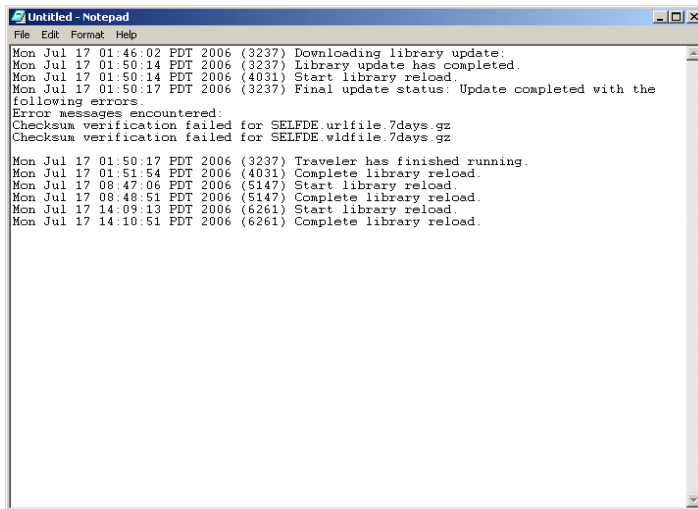 Untitled - Notepad
File Edit Format Help
Mon Jul 17 01:46:02 PDT 2006 (3237) Downloading library update:
Mon Jul 17 01:50:14 PDT 2006 (3237) Library update has completed.
Mon Jul 17 01:50:14 PDT 2006 (4031) Start library reload.
Mon Jul 17 01:50:17 PDT 2006 (3237) Final update status: Update completed with the
following errors.
Error messages encountered:
Checksum verification failed for SELFDE.urlfile.7days.gz
Checksum verification failed for SELFDE.wldfile.7days.gz
Mon Jul 17 01:50:17 PDT 2006 (3237) Traveler has finished running.
Mon Jul 17 01:51:54 PDT 2006 (4031) Complete library reload.
Mon Jul 17 08:47:06 PDT 2006 (5147) Start library reload.
Mon Jul 17 08:48:51 PDT 2006 (5147) Complete library reload.
Mon Jul 17 14:09:13 PDT 2006 (6261) Start library reload.
Mon Jul 17 14:10:51 PDT 2006 (6261) Complete library reload.